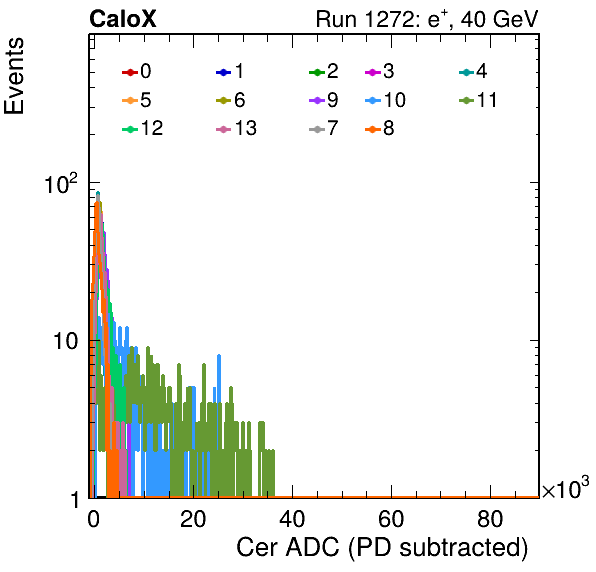 CaloX Run 1272: e⁺, 40 GeV
Events
0 1 2 3 4
5 6 9 10 11
12 13 7 8
10²
10
1
0 20 40 60 80
×10³
Cer ADC (PD subtracted)